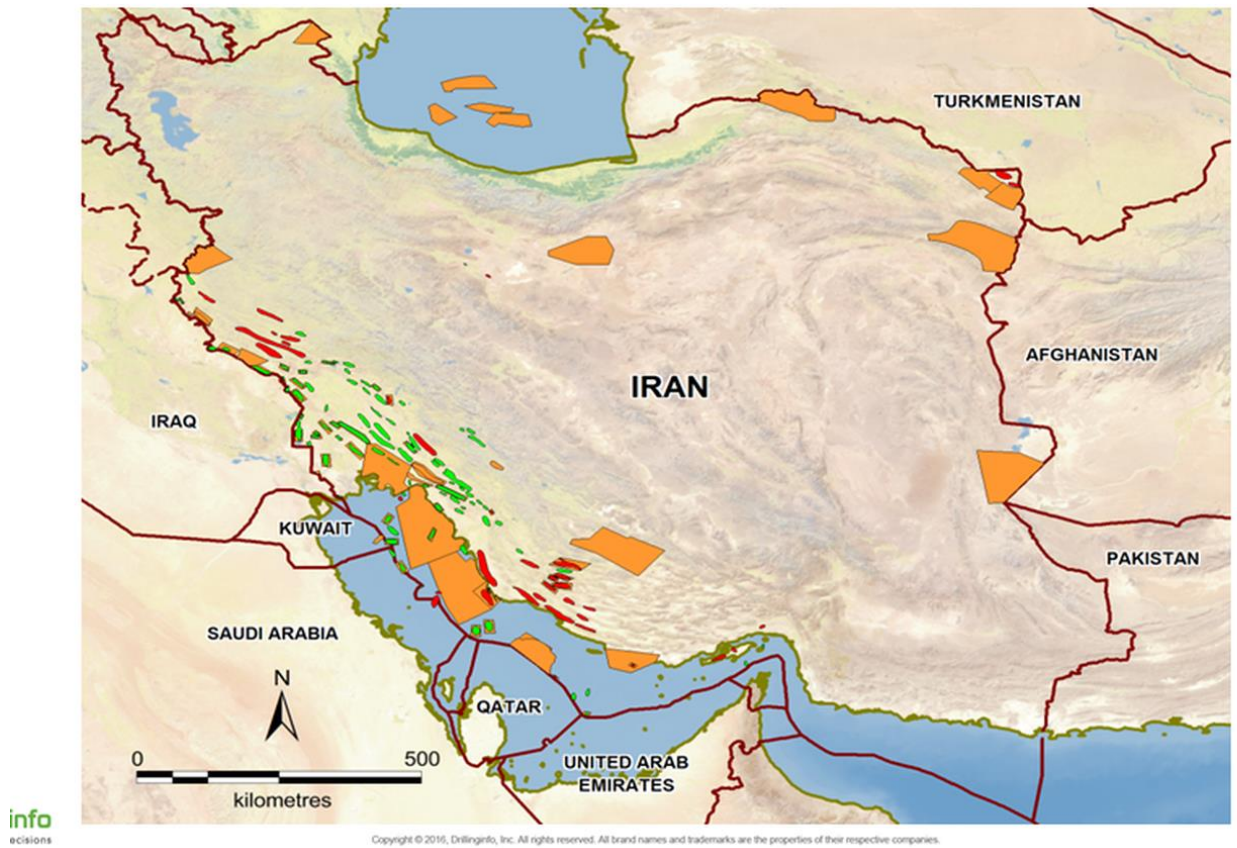 TURKMENISTAN
AFGHANISTAN
IRAN
IRAQ
KUWAIT
PAKISTAN
SAUDI ARABIA
N
QATAR
0 500
kilometres
UNITED ARAB
EMIRATES
info
ecisions
Copyright © 2016, Drillinginfo, Inc. All rights reserved. All brand names and trademarks are the properties of their respective companies.